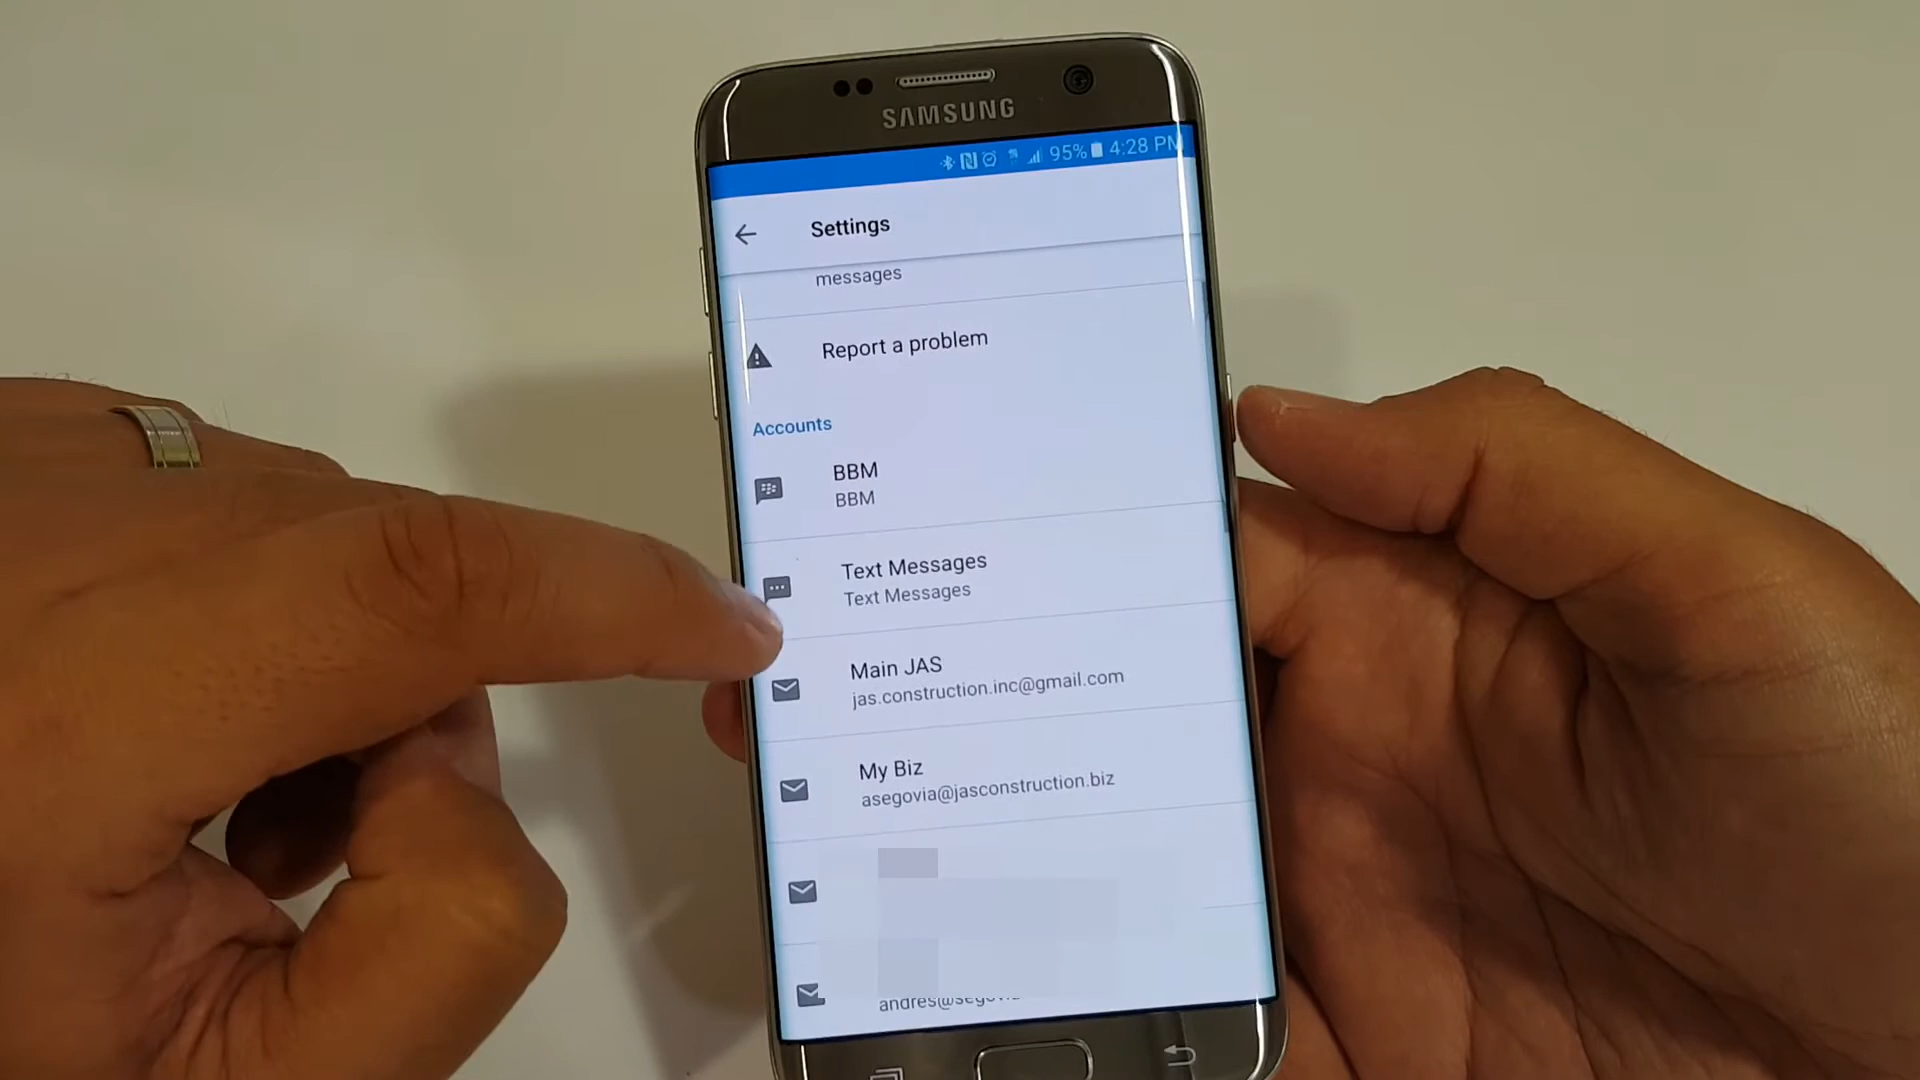 SAMSUNG
95% 4:28 PM
Settings
messages
Report a problem
Accounts
BBM
BBM
Text Messages
Text Messages
Main JAS
jas.construction.inc@gmail.com
My Biz
asegovia@jasconstruction.biz